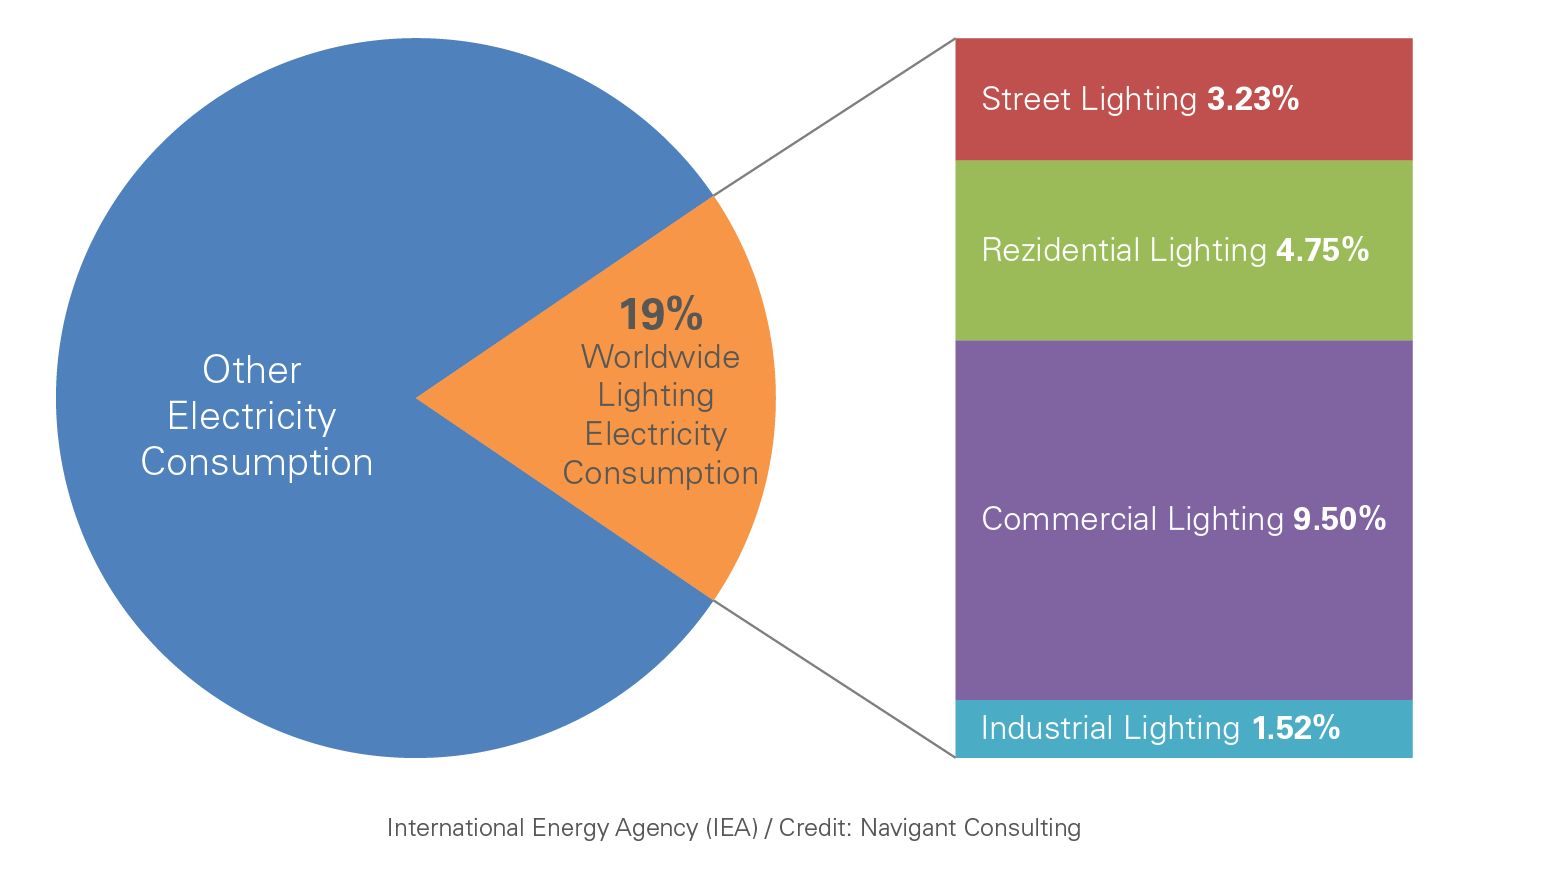 Other
Electricity
Consumption
19%
Worldwide
Lighting
Electricity
Consumption
Street Lighting 3.23%
Rezidential Lighting 4.75%
Commercial Lighting 9.50%
Industrial Lighting 1.52%
International Energy Agency (IEA) / Credit: Navigant Consulting